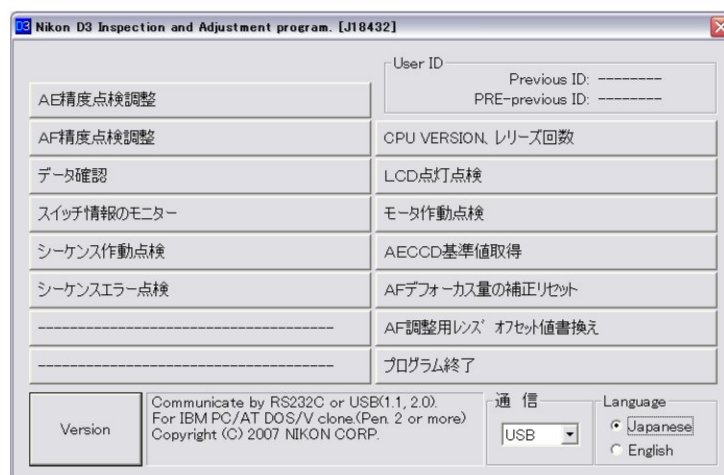 D3 Nikon D3 Inspection and Adjustment program. [J18432]
User ID
Previous ID: --------
PRE-previous ID: --------
AE精度点検調整
AF精度点検調整
CPU VERSION、レリーズ回数
データ確認
LCD点灯点検
スイッチ情報のモニター
モータ作動点検
シーケンス作動点検
AECCD基準値取得
シーケンスエラー点検
AFデフォーカス量の補正リセット
------------------------------------
AF調整用レンズ オフセット値書換え
------------------------------------
プログラム終了
Version
Communicate by RS232C or USB(1.1, 2.0).
For IBM PC/AT DOS/V clone.(Pen. 2 or more)
Copyright (C) 2007 NIKON CORP.
通 信
USB
Language
Japanese
English